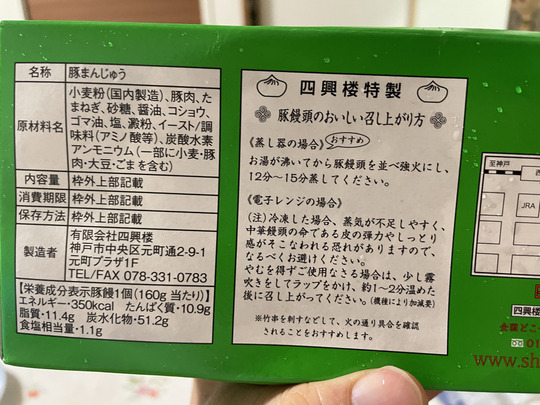 名称 豚まんじゅう
原材料名
小麦粉(国内製造)、豚肉、た
まねぎ、砂糖、醤油、コショウ、
ゴマ油、塩、澱粉、イースト/調
味料(アミノ酸等)、炭酸水素
アンモニウム(一部に小麦・豚
肉・大豆・ごまを含む)
内容量 枠外上部記載
消費期限 枠外上部記載
保存方法 枠外上部記載
製造者
有限会社四興楼
神戸市中央区元町通2-9-1
元町プラザ1F
TEL/FAX 078-331-0783
【栄養成分表示豚饅1個(160g 当たり)】
エネルギー・350kcal たんぱく質・10.9g
脂質・11.4g 炭水化物・51.2g
食塩相当量・1.1g
四興楼特製
豚饅頭のおいしい召し上がり方
《蒸し器の場合》おすすめ
お湯が沸いてから豚饅頭を並べ強火にし、
12分〜15分蒸してください。
《電子レンジの場合》
(注)冷凍した場合、蒸気が不足しやすく、
中華饅頭の命である皮の弾力やしっとり
感がそこなわれる恐れがありますので、
なるべくお避けください。
やむを得ずご使用なさる場合は、少し霧
吹きをしてラップをかけ、約1〜2分温めた
後に召し上がってください。(機種により加減要)
※竹串を刺すなどして、火の通り具合を確認
されることをおすすめします。
至神戸
JRA
四興楼
www.sh